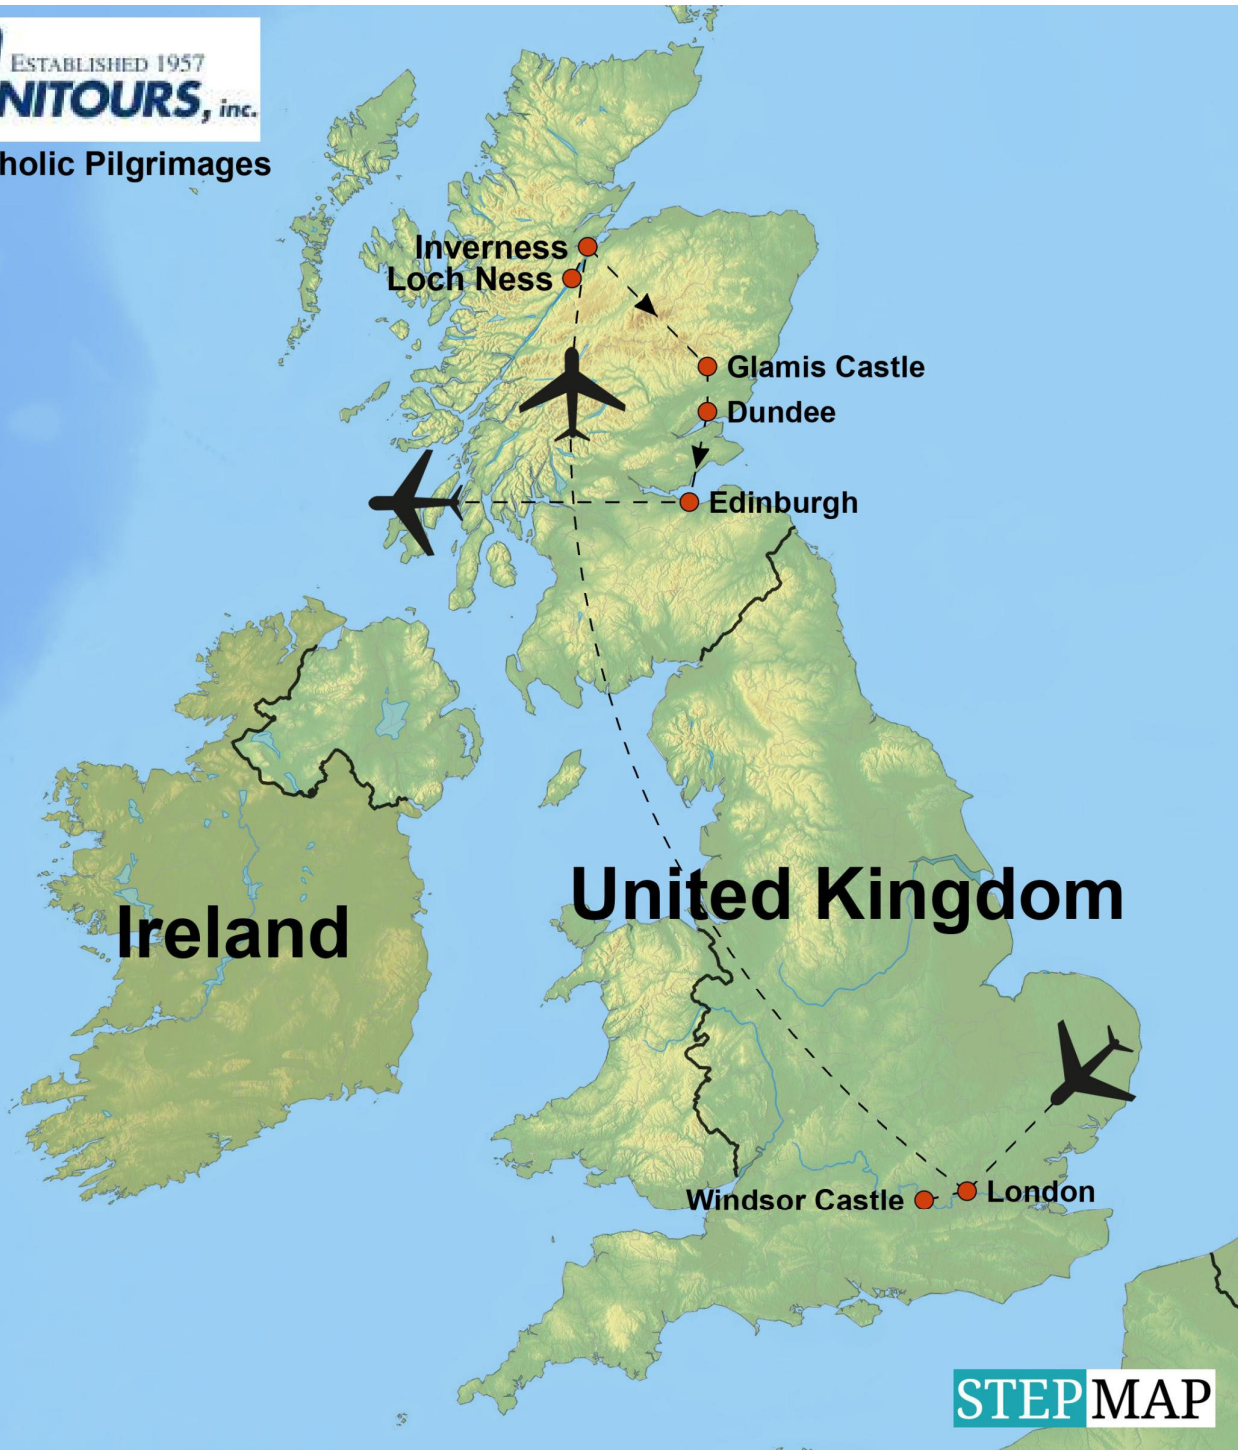 ESTABLISHED 1957
NITOURS, inc.
holic Pilgrimages
Inverness
Loch Ness
Glamis Castle
Dundee
Edinburgh
United Kingdom
Ireland
London
Windsor Castle
STEPMAP